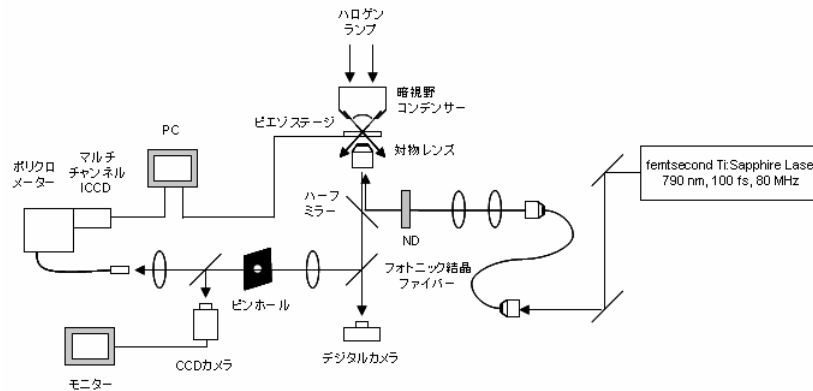 ハロゲン
ランプ
暗視野
コンデンサー
ピエゾステージ
対物レンズ
PC
マルチ
チャンネル
ICCD
ポリクロ
メーター
ハーフ
ミラー
ND
femtsecond Ti:Sapphire Lase
790 nm, 100 fs, 80 MHz
フォトニック結晶
ファイバー
ピンホール
CCDカメラ
デジタルカメラ
モニター